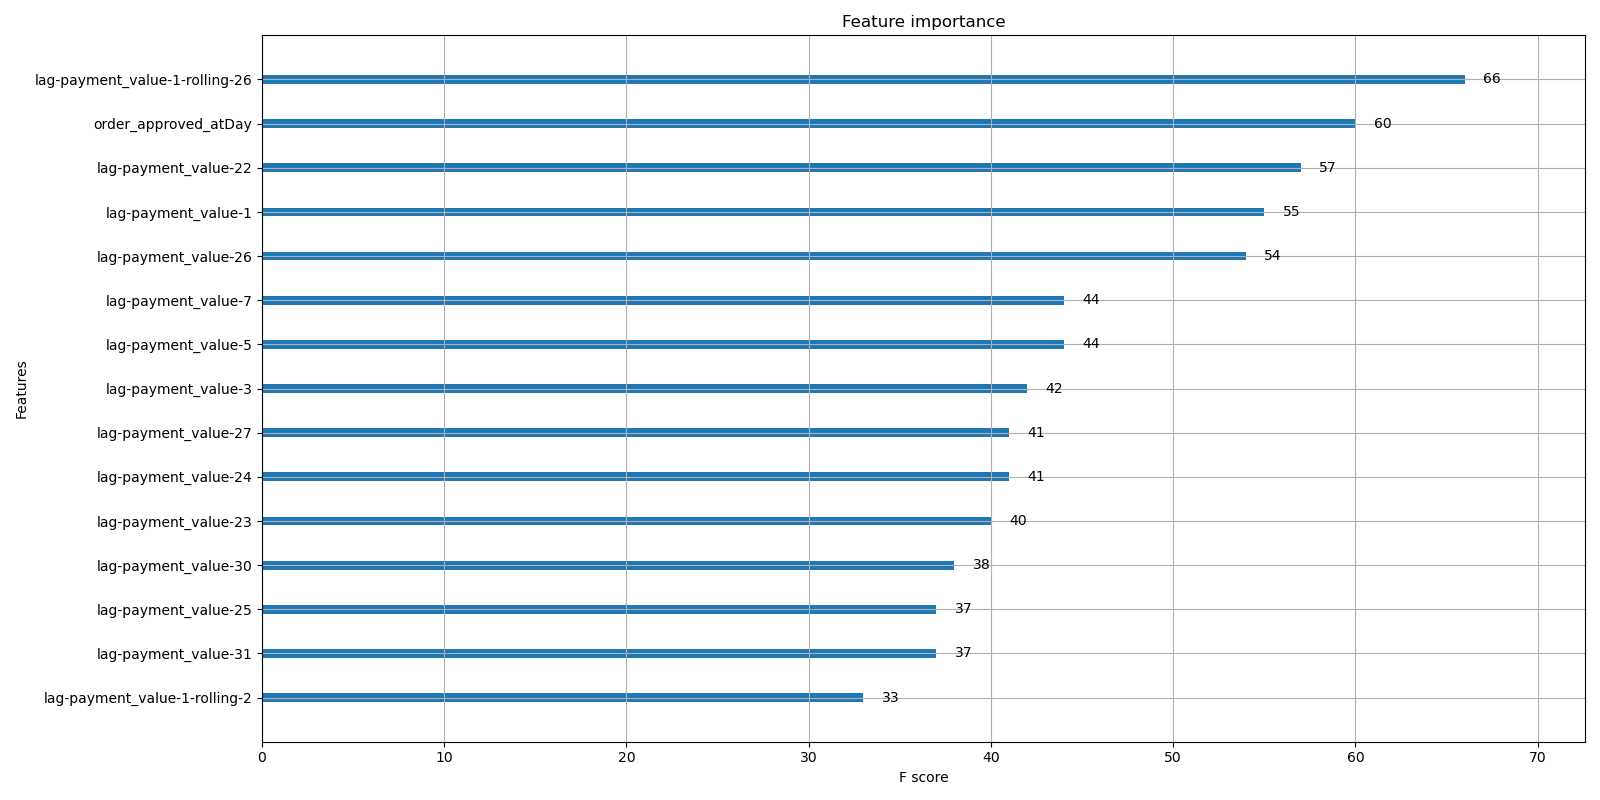 Feature importance
lag-payment_value-1-rolling-26 66
order_approved_atDay 60
lag-payment_value-22 57
lag-payment_value-1 55
lag-payment_value-26 54
lag-payment_value-7 44
lag-payment_value-5 44
lag-payment_value-3 42
lag-payment_value-27 41
lag-payment_value-24 41
lag-payment_value-23 40
lag-payment_value-30 38
lag-payment_value-25 37
lag-payment_value-31 37
lag-payment_value-1-rolling-2 33
Features
0 10 20 30 40 50 60 70
F score